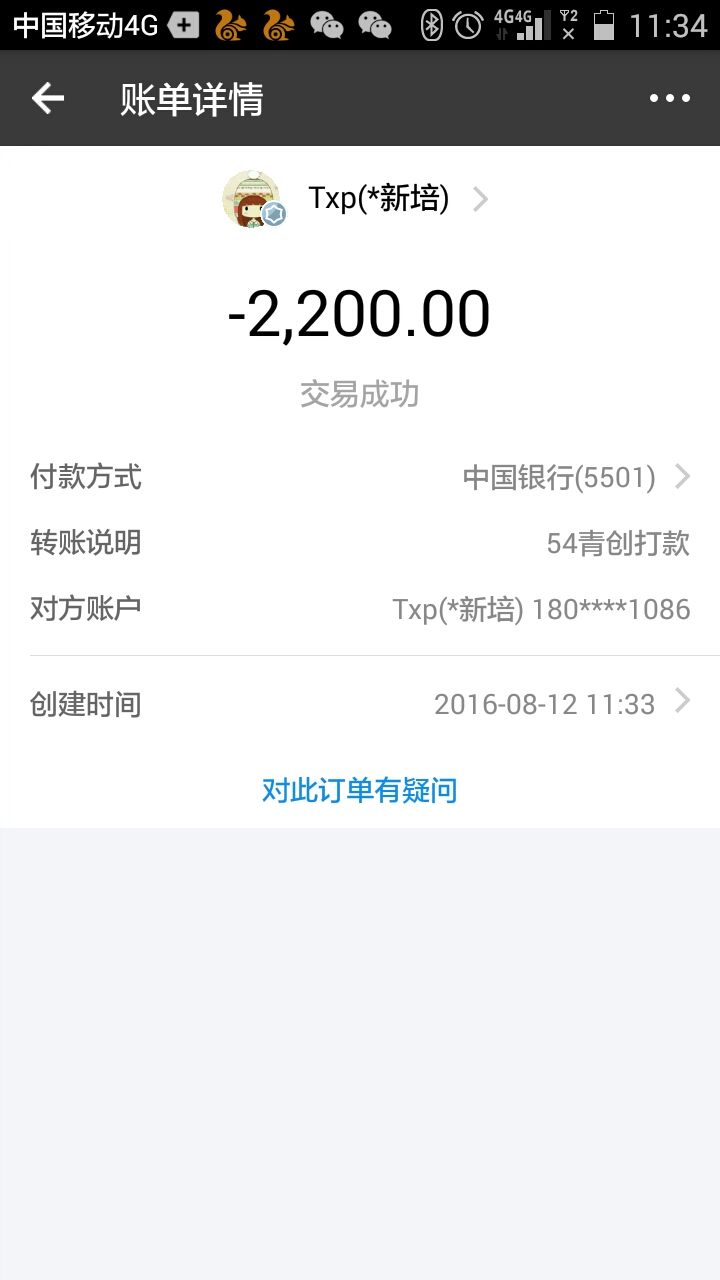 中国移动4G 4G4G 2 11:34
账单详情
Txp(*新培)
-2,200.00
交易成功
付款方式 中国银行(5501)
转账说明 54青创打款
对方账户 Txp(*新培) 180****1086
创建时间 2016-08-12 11:33
对此订单有疑问